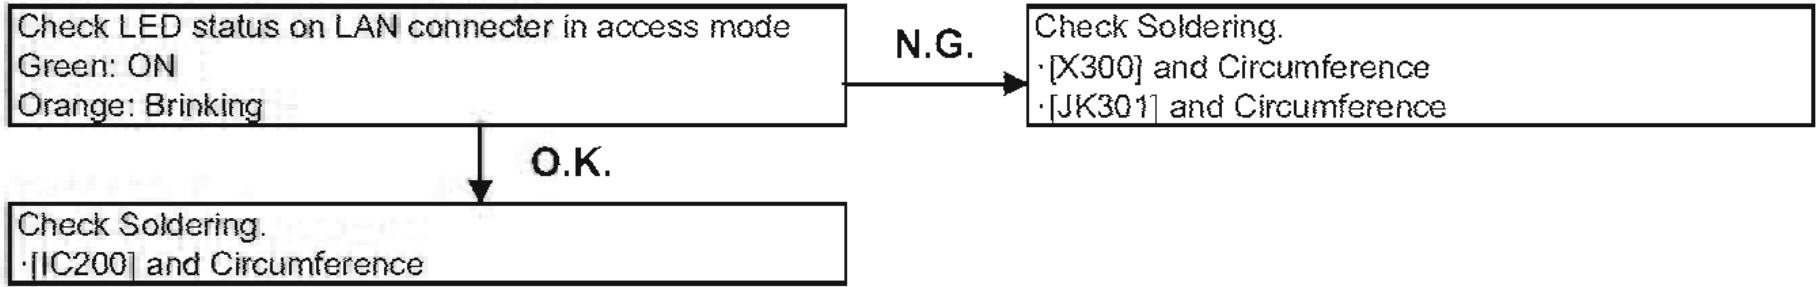 Check LED status on LAN connecter in access mode
Green: ON
Orange: Brinking
N.G.
Check Soldering.
·[X300] and Circumference
·[JK301] and Circumference
O.K.
Check Soldering.
·[IC200] and Circumference